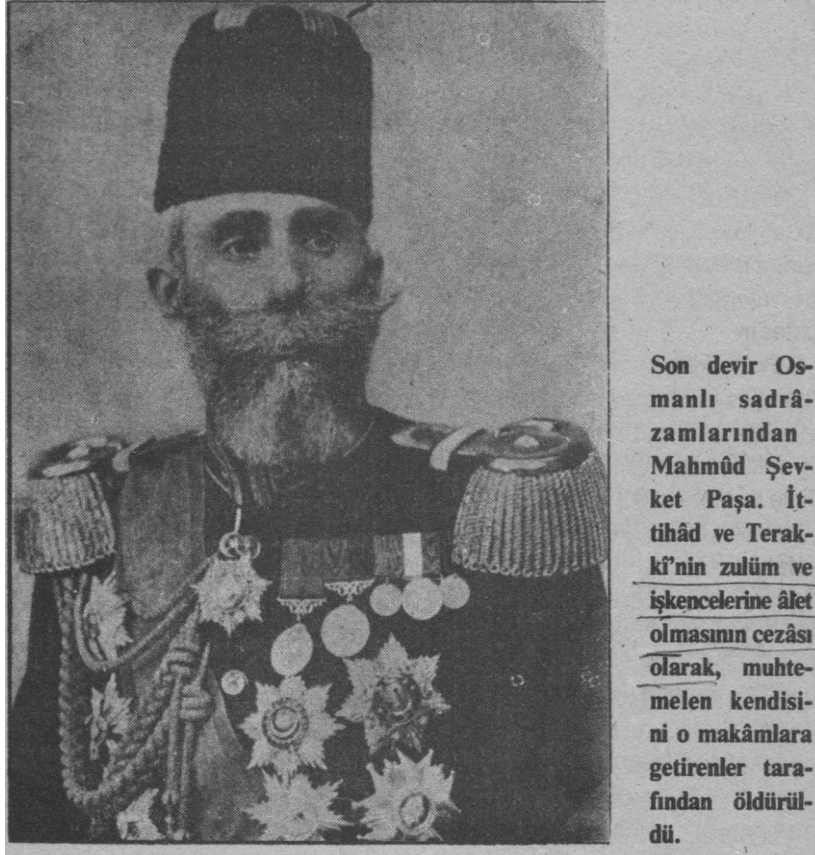 Son devir Os-
manlı sadrâ-
zamlarından
Mahmûd Şev-
ket Paşa. İt-
tihâd ve Terak-
kî'nin zulüm ve
işkencelerine âlet
olmasının cezâsı
olarak, muhte-
melen kendisi-
ni o makâmlara
getirenler tara-
fından öldürül-
dü.